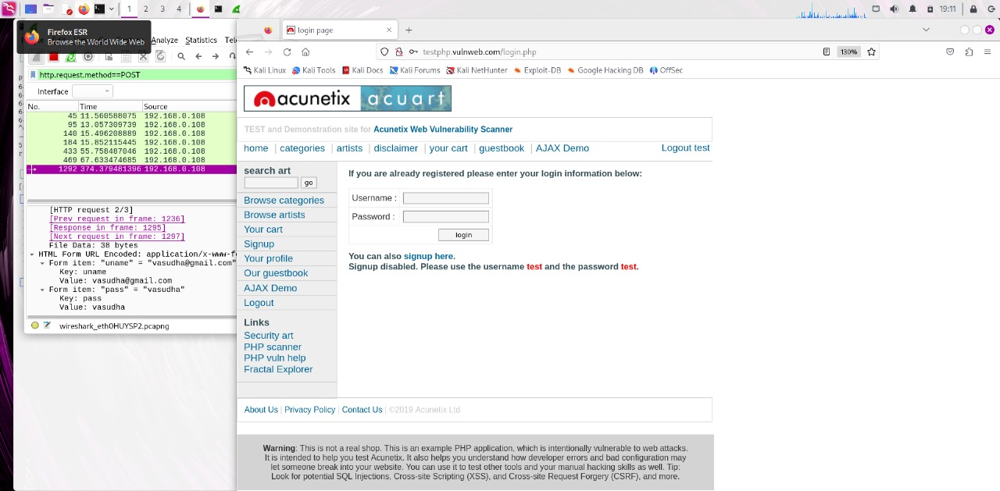 1 2 3 4
19:11
Firefox ESR
Browse the World Wide Web
Analyze Statistics Tel
http.request.method==POST
Interface
No. Time Source
45 11.560588075 192.168.0.108
95 13.057309739 192.168.0.108
140 15.496208889 192.168.0.108
184 15.852115445 192.168.0.108
433 55.758487046 192.168.0.108
469 67.633474685 192.168.0.108
1292 374.379481396 192.168.0.108
[HTTP request 2/3]
[Prev request in frame: 1236]
[Response in frame: 1295]
[Next request in frame: 1297]
File Data: 38 bytes
HTML Form URL Encoded: application/x-www-fo
Form item: "uname" = "vasudha@gmail.com"
Key: uname
Value: vasudha@gmail.com
Form item: "pass" = "vasudha"
Key: pass
Value: vasudha
wireshark_eth0HUYSP2.pcapng
login page
testphp.vulnweb.com/login.php
130%
Kali Linux Kali Tools Kali Docs Kali Forums Kali NetHunter Exploit-DB Google Hacking DB OffSec
acunetix acuart
TEST and Demonstration site for Acunetix Web Vulnerability Scanner
home | categories | artists | disclaimer | your cart | guestbook | AJAX Demo
Logout test
search art
go
Browse categories
Browse artists
Your cart
Signup
Your profile
Our guestbook
AJAX Demo
Logout
Links
Security art
PHP scanner
PHP vuln help
Fractal Explorer
If you are already registered please enter your login information below:
Username :
Password :
login
You can also signup here.
Signup disabled. Please use the username test and the password test.
About Us | Privacy Policy | Contact Us | ©2019 Acunetix Ltd
Warning: This is not a real shop. This is an example PHP application, which is intentionally vulnerable to web attacks.
It is intended to help you test Acunetix. It also helps you understand how developer errors and bad configuration may
let someone break into your website. You can use it to test other tools and your manual hacking skills as well. Tip:
Look for potential SQL Injections, Cross-site Scripting (XSS), and Cross-site Request Forgery (CSRF), and more.